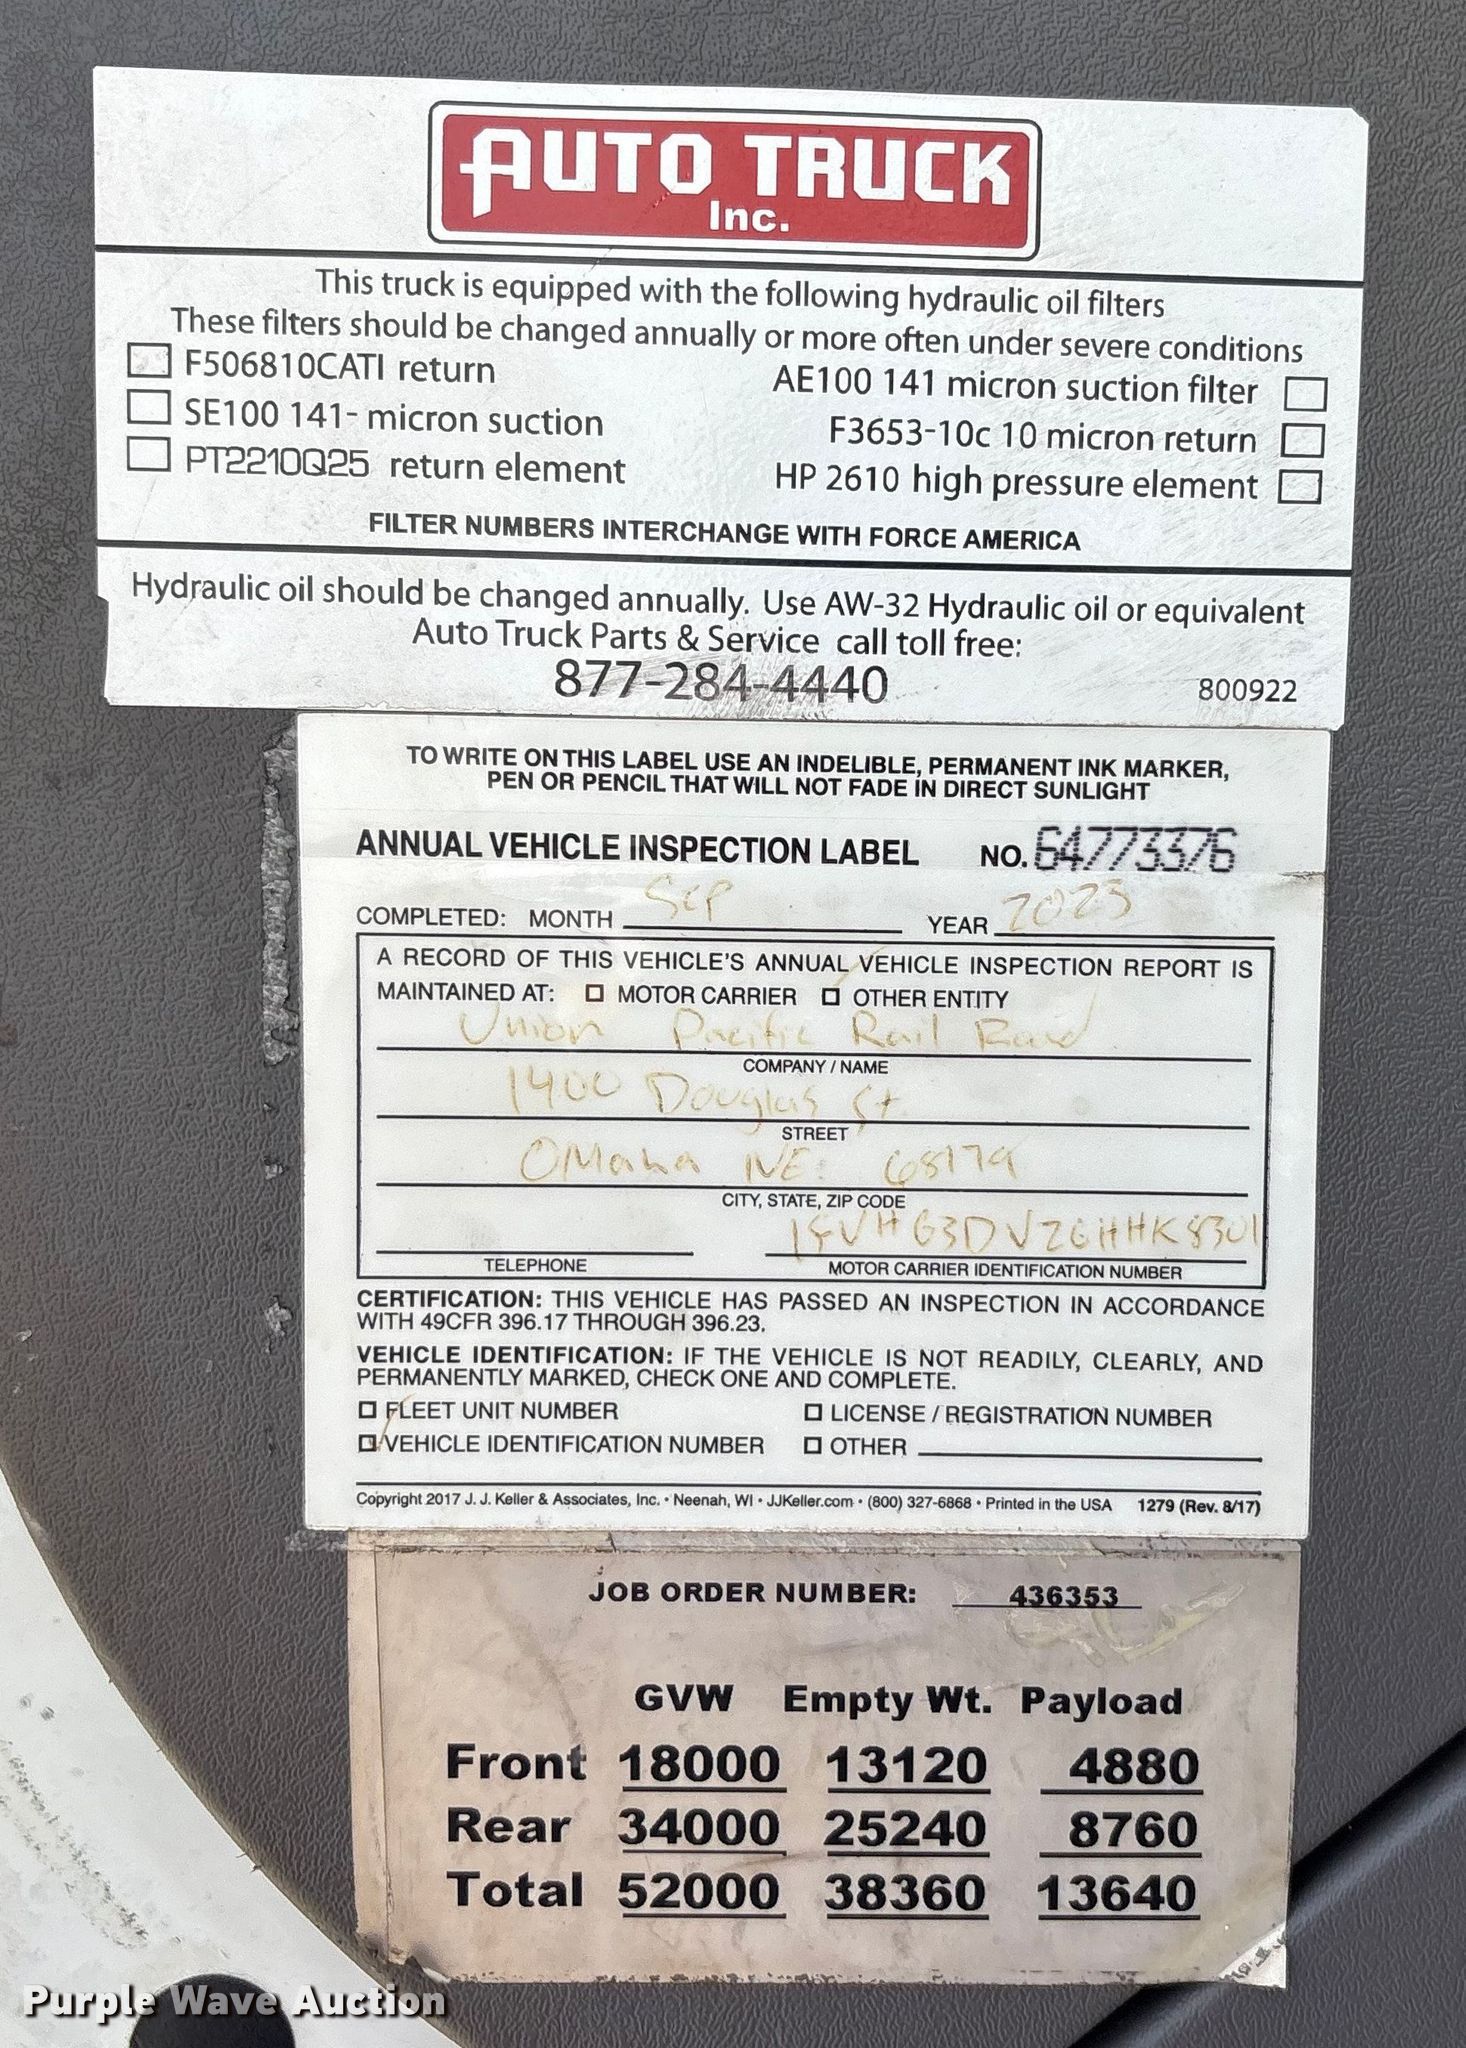 AUTO TRUCK
Inc.
This truck is equipped with the following hydraulic oil filters
These filters should be changed annually or more often under severe conditions
F506810CATI return
AE100 141 micron suction filter
SE100 141- micron suction
F3653-10c 10 micron return
PT2210Q25 return element
HP 2610 high pressure element
FILTER NUMBERS INTERCHANGE WITH FORCE AMERICA
Hydraulic oil should be changed annually. Use AW-32 Hydraulic oil or equivalent
Auto Truck Parts & Service call toll free:
877-284-4440
800922
TO WRITE ON THIS LABEL USE AN INDELIBLE, PERMANENT INK MARKER,
PEN OR PENCIL THAT WILL NOT FADE IN DIRECT SUNLIGHT
ANNUAL VEHICLE INSPECTION LABEL NO. 64773376
COMPLETED: MONTH Sep YEAR 2023
A RECORD OF THIS VEHICLE'S ANNUAL VEHICLE INSPECTION REPORT IS
MAINTAINED AT: MOTOR CARRIER OTHER ENTITY
Union Pacific Rail Road
COMPANY / NAME
1400 Douglas St.
STREET
OMaha NE. 68179
CITY, STATE, ZIP CODE
TELEPHONE
MOTOR CARRIER IDENTIFICATION NUMBER
CERTIFICATION: THIS VEHICLE HAS PASSED AN INSPECTION IN ACCORDANCE
WITH 49CFR 396.17 THROUGH 396.23.
VEHICLE IDENTIFICATION: IF THE VEHICLE IS NOT READILY, CLEARLY, AND
PERMANENTLY MARKED, CHECK ONE AND COMPLETE.
FLEET UNIT NUMBER LICENSE / REGISTRATION NUMBER
VEHICLE IDENTIFICATION NUMBER OTHER
Copyright 2017 J. J. Keller & Associates, Inc. • Neenah, WI • JJKeller.com • (800) 327-6868 • Printed in the USA 1279 (Rev. 8/17)
JOB ORDER NUMBER: 436353
GVW Empty Wt. Payload
Front 18000 13120 4880
Rear 34000 25240 8760
Total 52000 38360 13640
Purple Wave Auction